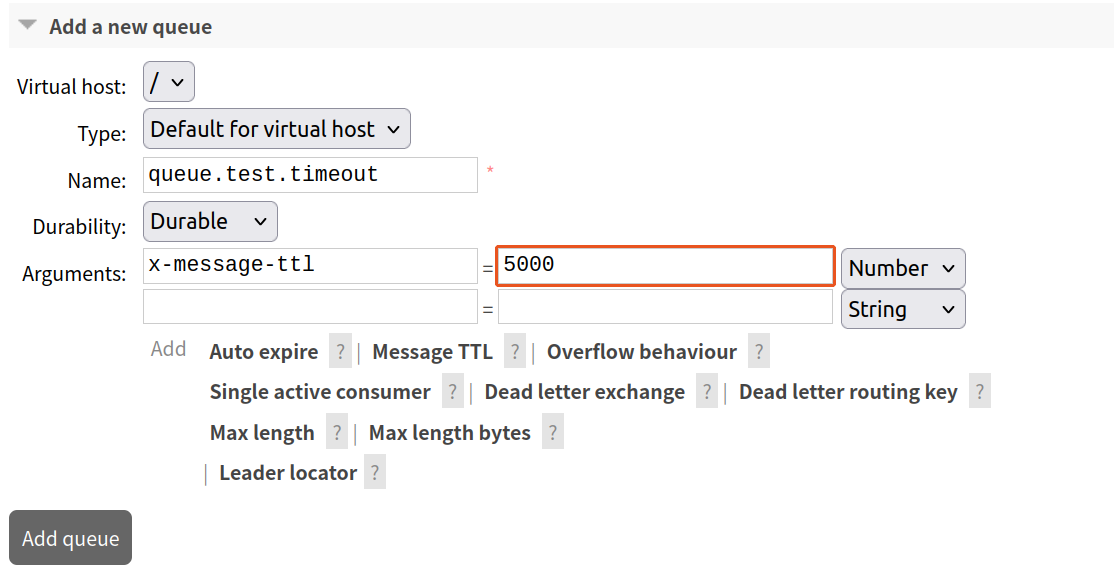 Add a new queue
Virtual host: /
Type: Default for virtual host
Name: queue.test.timeout *
Durability: Durable
Arguments: x-message-ttl = 5000 Number
= String
Add Auto expire ? | Message TTL ? | Overflow behaviour ?
Single active consumer ? | Dead letter exchange ? | Dead letter routing key ?
Max length ? | Max length bytes ?
| Leader locator ?
Add queue